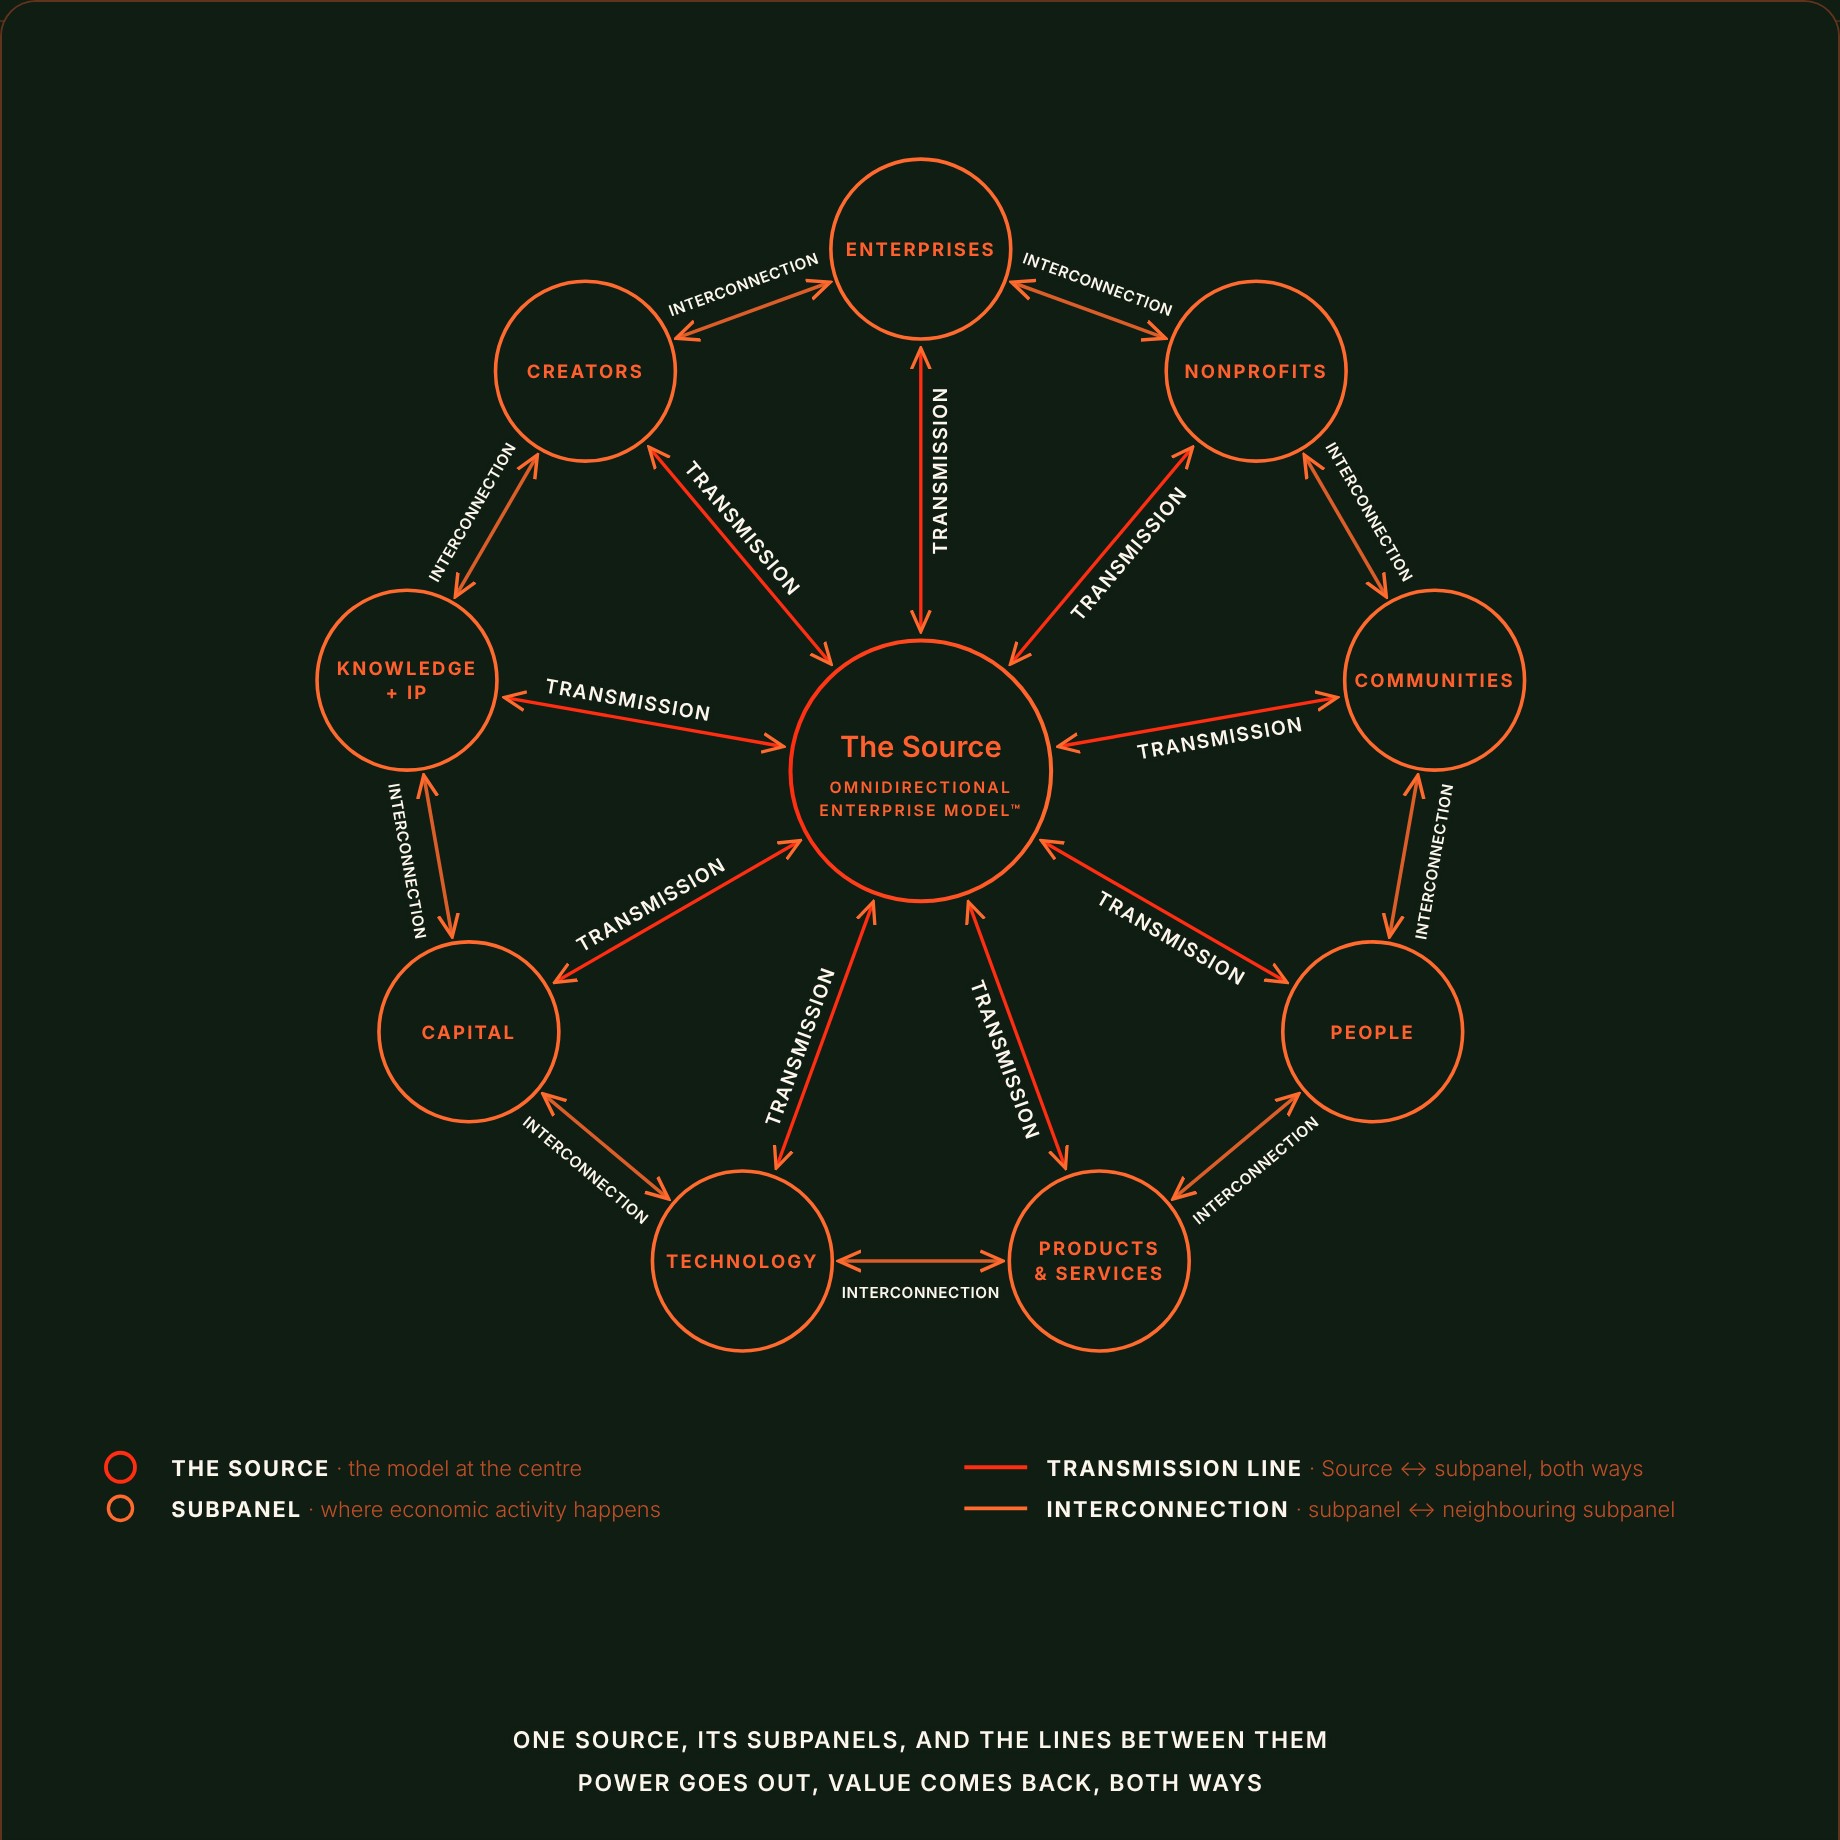 ENTERPRISES
INTERCONNECTION
INTERCONNECTION
CREATORS
NONPROFITS
TRANSMISSION
INTERCONNECTION
TRANSMISSION
TRANSMISSION
INTERCONNECTION
KNOWLEDGE
+ IP
TRANSMISSION
COMMUNITIES
TRANSMISSION
The Source
OMNIDIRECTIONAL
ENTERPRISE MODEL™
INTERCONNECTION
INTERCONNECTION
TRANSMISSION
TRANSMISSION
CAPITAL
TRANSMISSION
TRANSMISSION
PEOPLE
INTERCONNECTION
INTERCONNECTION
TECHNOLOGY
INTERCONNECTION
PRODUCTS
& SERVICES
THE SOURCE · the model at the centre
SUBPANEL · where economic activity happens
TRANSMISSION LINE · Source ↔ subpanel, both ways
INTERCONNECTION · subpanel ↔ neighbouring subpanel
ONE SOURCE, ITS SUBPANELS, AND THE LINES BETWEEN THEM
POWER GOES OUT, VALUE COMES BACK, BOTH WAYS